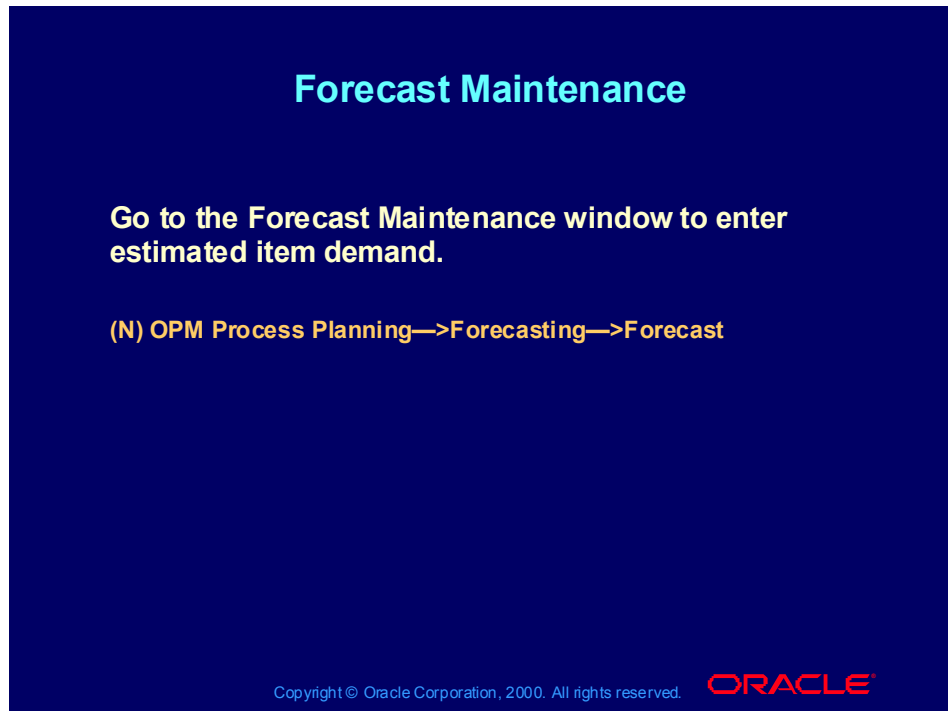 Forecast Maintenance
Go to the Forecast Maintenance window to enter
estimated item demand.
(N) OPM Process Planning—>Forecasting—>Forecast
Copyright © Oracle Corporation, 2000. All rights reserved.
ORACLE®